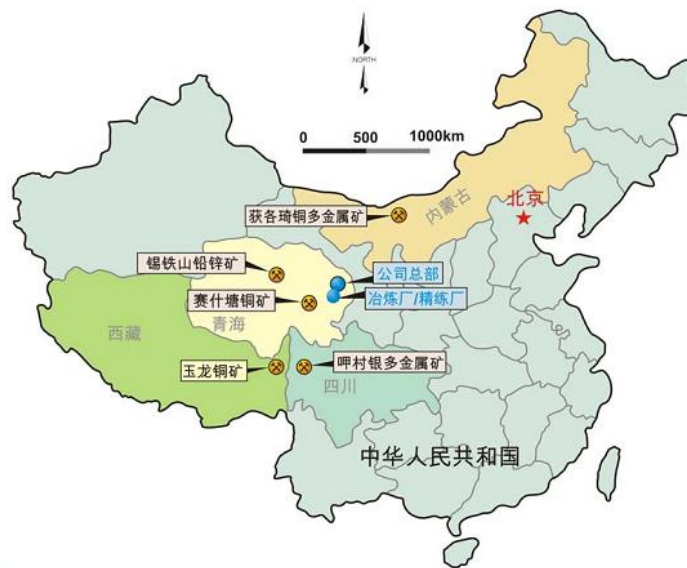 NORTH
0 500 1000km
北京
内蒙古
获各琦铜多金属矿
锡铁山铅锌矿
公司总部
赛什塘铜矿
冶炼厂/精练厂
青海
西藏
玉龙铜矿
呷村银多金属矿
四川
中华人民共和国